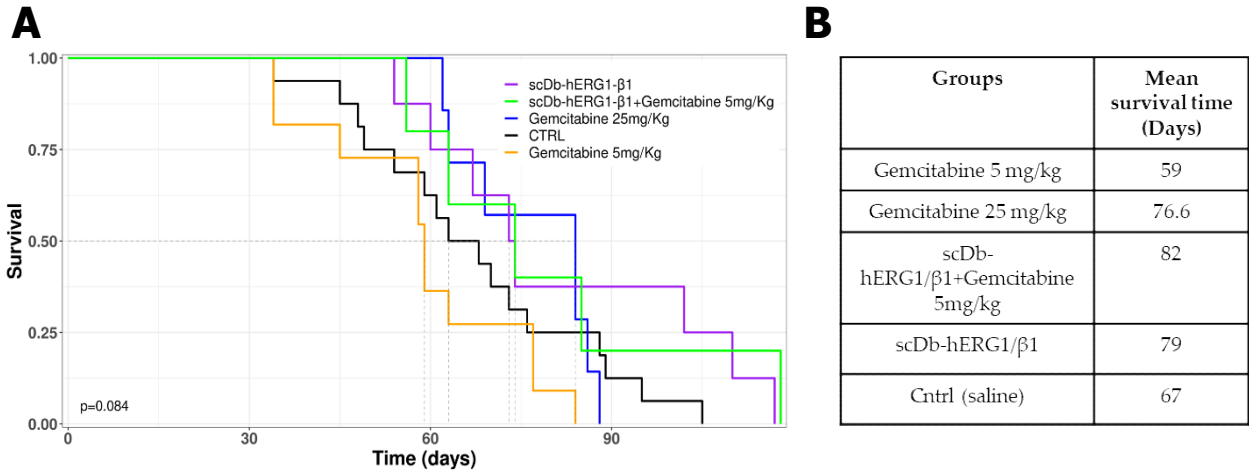 A
B
1.00
0.75
0.50
0.25
0.00
Survival
scDb-hERG1-β1
scDb-hERG1-β1+Gemcitabine 5mg/Kg
Gemcitabine 25mg/Kg
CTRL
Gemcitabine 5mg/Kg
p=0.084
0
30
60
90
Time (days)
Groups
Mean
survival time
(Days)
Gemcitabine 5 mg/kg
59
Gemcitabine 25 mg/kg
76.6
scDb-
hERG1/β1+Gemcitabine
5mg/kg
82
scDb-hERG1/β1
79
Cntrl (saline)
67